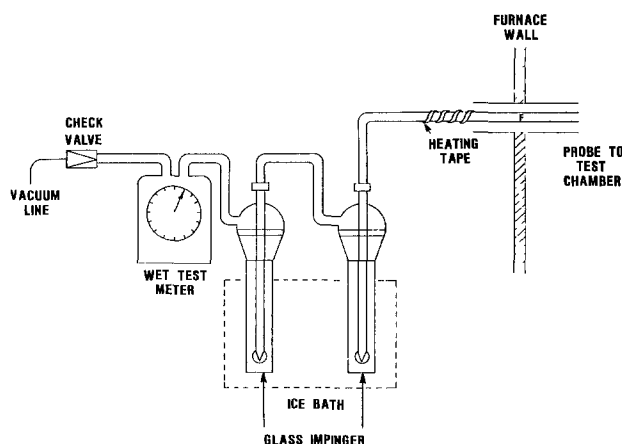 FURNACE
WALL
CHECK
VALVE
HEATING
TAPE
PROBE TO
TEST
CHAMBER
VACUUM
LINE
WET TEST
METER
ICE BATH
GLASS IMPINGER